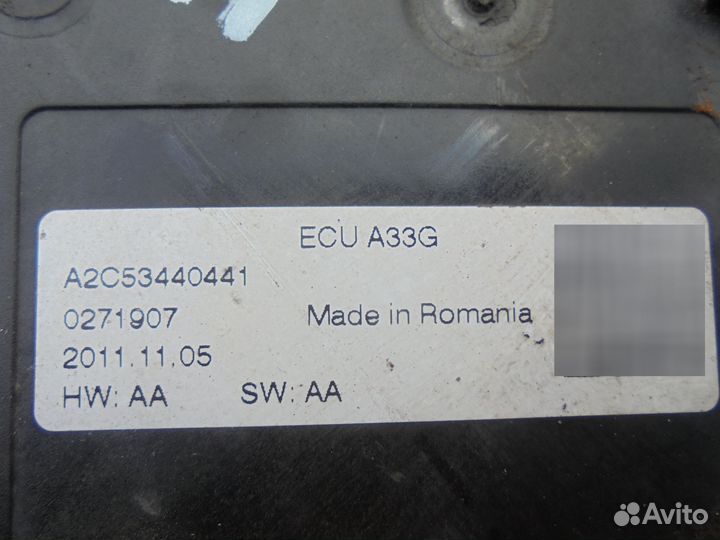 ECU A33G
A2C53440441
0271907 Made in Romania
2011.11.05
HW: AA SW: AA
Avito